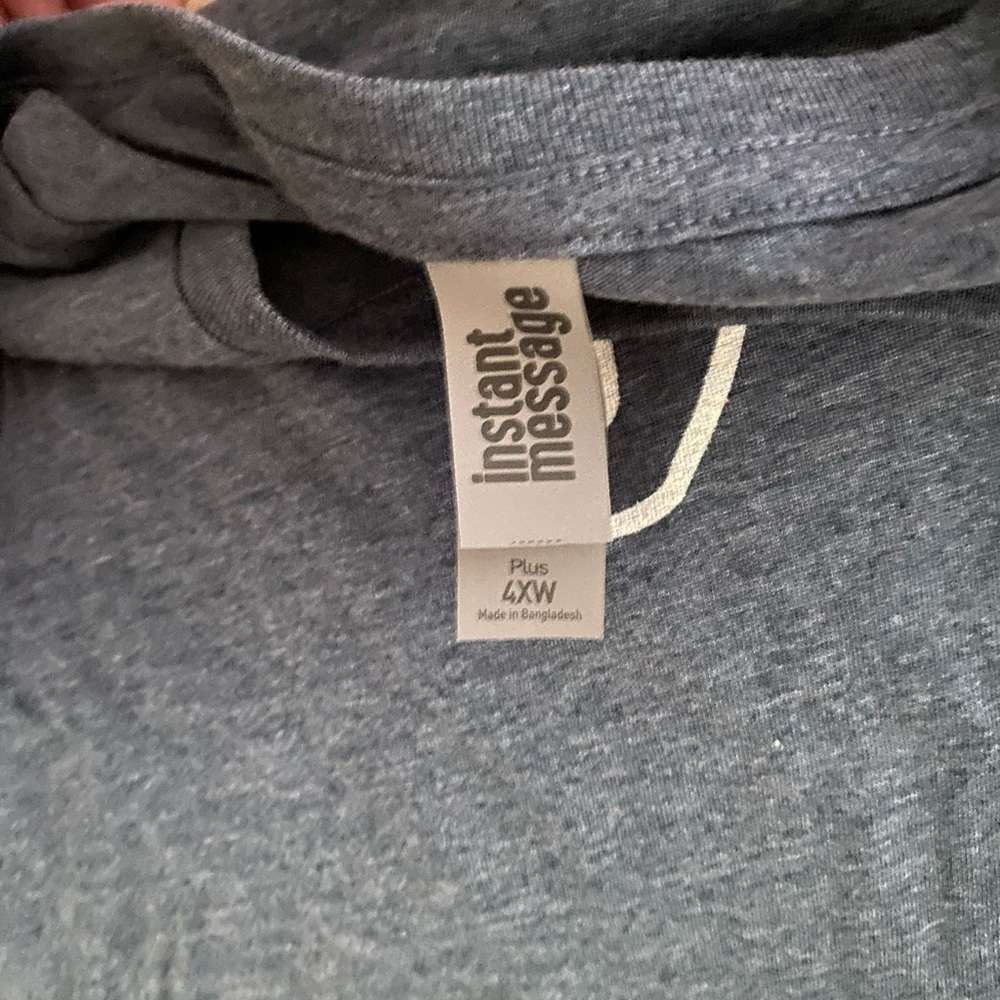 instant
message
Plus
4XW
Made in Bangladesh